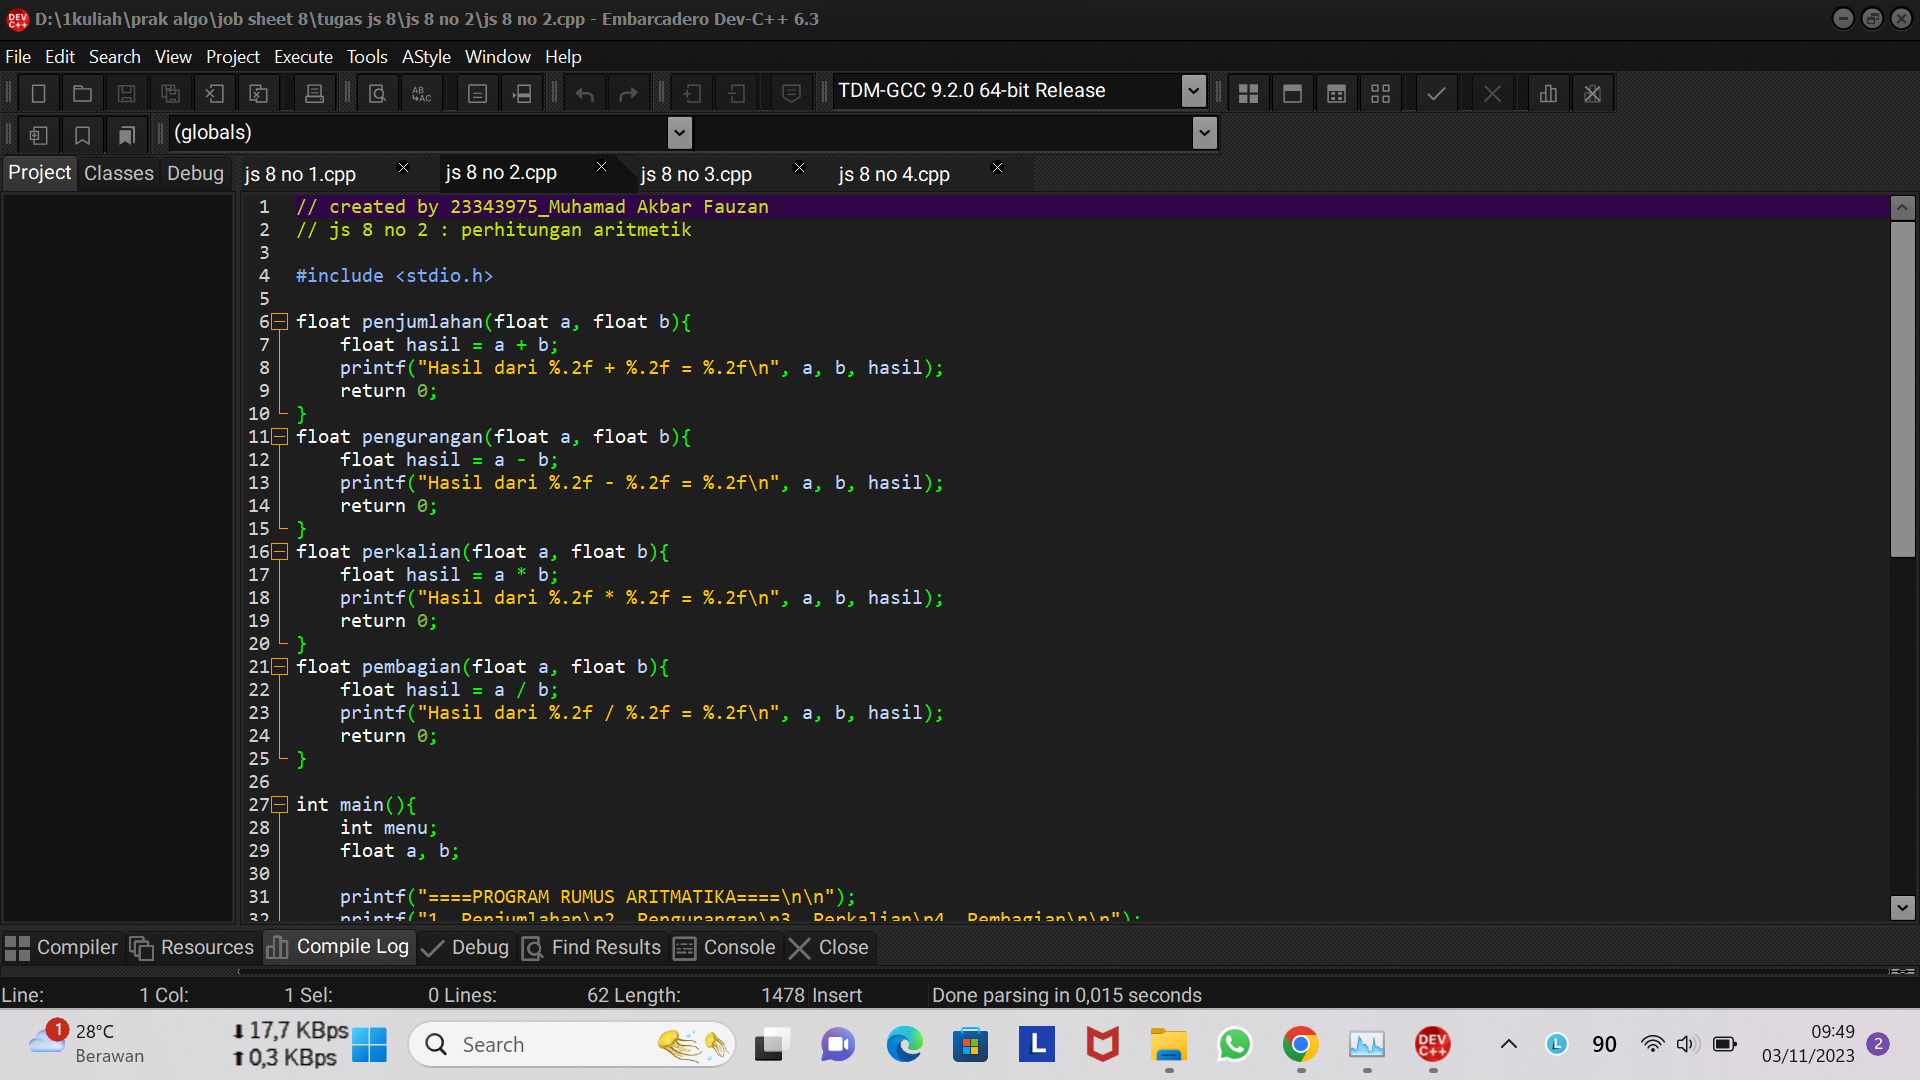 D:\1kuliah\prak algo\job sheet 8\tugas js 8\js 8 no 2\js 8 no 2.cpp - Embarcadero Dev-C++ 6.3
File Edit Search View Project Execute Tools AStyle Window Help
TDM-GCC 9.2.0 64-bit Release
(globals)
Project Classes Debug js 8 no 1.cpp js 8 no 2.cpp js 8 no 3.cpp js 8 no 4.cpp
1 // created by 23343975_Muhamad Akbar Fauzan
2 // js 8 no 2 : perhitungan aritmetik
3
4 #include <stdio.h>
5
6 float penjumlahan(float a, float b){
7 float hasil = a + b;
8 printf("Hasil dari %.2f + %.2f = %.2f\n", a, b, hasil);
9 return 0;
10 }
11 float pengurangan(float a, float b){
12 float hasil = a - b;
13 printf("Hasil dari %.2f - %.2f = %.2f\n", a, b, hasil);
14 return 0;
15 }
16 float perkalian(float a, float b){
17 float hasil = a * b;
18 printf("Hasil dari %.2f * %.2f = %.2f\n", a, b, hasil);
19 return 0;
20 }
21 float pembagian(float a, float b){
22 float hasil = a / b;
23 printf("Hasil dari %.2f / %.2f = %.2f\n", a, b, hasil);
24 return 0;
25 }
26
27 int main(){
28 int menu;
29 float a, b;
30
31 printf("====PROGRAM RUMUS ARITMATIKA====\n\n");
32 printf("1. Penjumlahan\n2. Pengurangan\n3. Perkalian\n4. Pembagian\n\n");
Compiler Resources Compile Log Debug Find Results Console Close
Line: 1 Col: 1 Sel: 0 Lines: 62 Length: 1478 Insert Done parsing in 0,015 seconds
1 28°C
Berawan
17,7 KBps
0,3 KBps
Search
L
DEV C++
L
90
09:49
03/11/2023
2